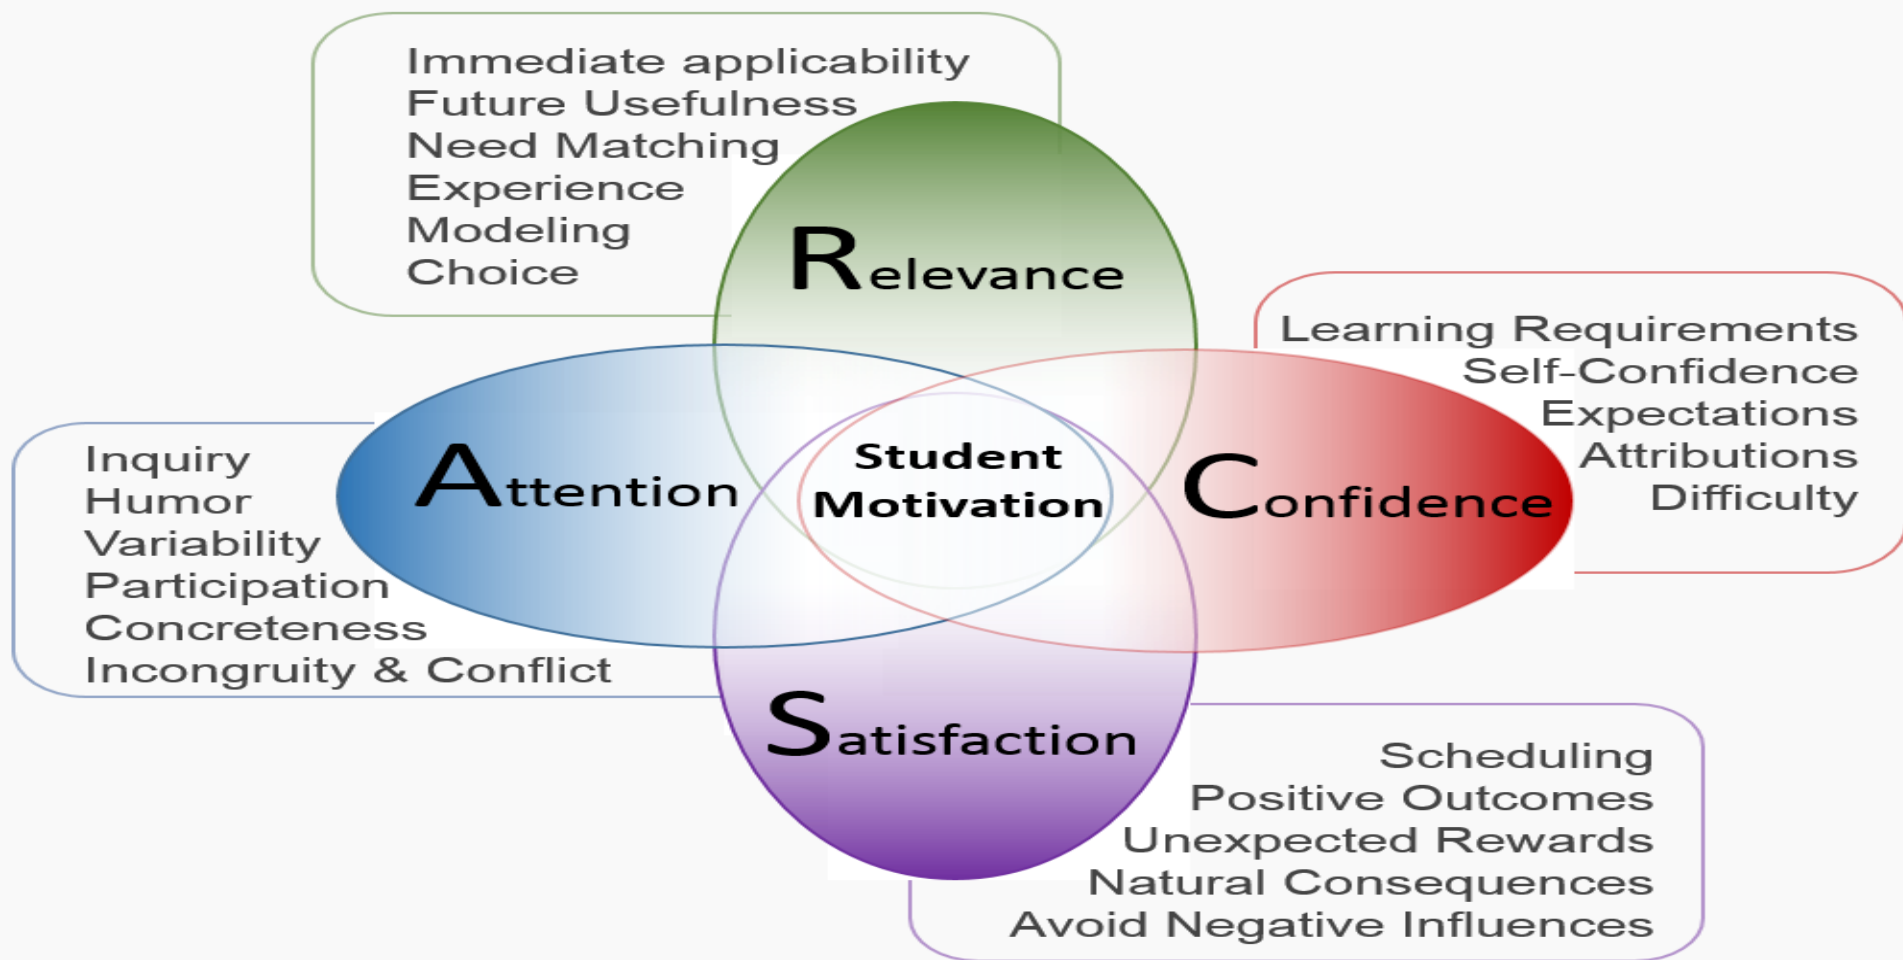 Immediate applicability
Future Usefulness
Need Matching
Experience
Modeling
Choice
Relevance
Learning Requirements
Self-Confidence
Expectations
Attributions
Difficulty
Inquiry
Humor
Variability
Participation
Concreteness
Incongruity & Conflict
Attention
Student
Motivation
Confidence
Satisfaction
Scheduling
Positive Outcomes
Unexpected Rewards
Natural Consequences
Avoid Negative Influences